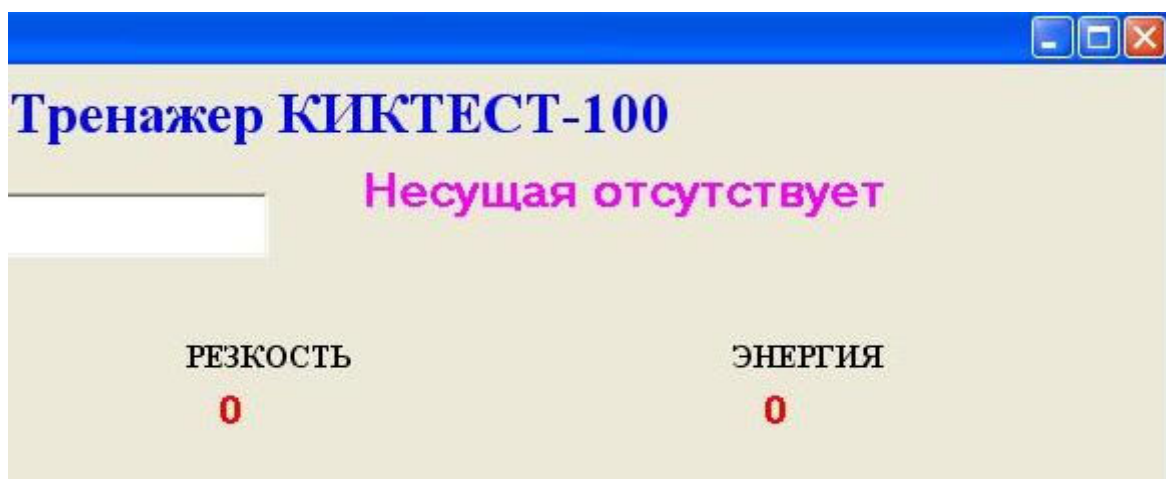 Тренажер КИКТЕСТ-100
Несущая отсутствует
РЕЗКОСТЬ ЭНЕРГИЯ
0 0